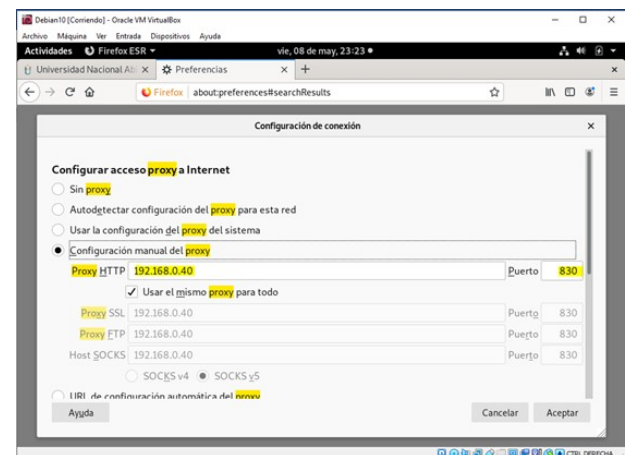 Debian10 [Corriendo] - Oracle VM VirtualBox
Archivo Máquina Ver Entrada Dispositivos Ayuda
Actividades Firefox ESR vie, 08 de may, 23:23
Universidad Nacional Ab Preferencias
Firefox about:preferences#searchResults
Configuración de conexión
Configurar acceso proxy a Internet
Sin proxy
Autodetectar configuración del proxy para esta red
Usar la configuración del proxy del sistema
Configuración manual del proxy
Proxy HTTP 192.168.0.40 Puerto 830
Usar el mismo proxy para todo
Proxy SSL 192.168.0.40 Puerto 830
Proxy FTP 192.168.0.40 Puerto 830
Host SOCKS 192.168.0.40 Puerto 830
SOCKS v4 SOCKS v5
URL de configuración automática del proxy
Ayuda Cancelar Aceptar
CTRL DERECHA